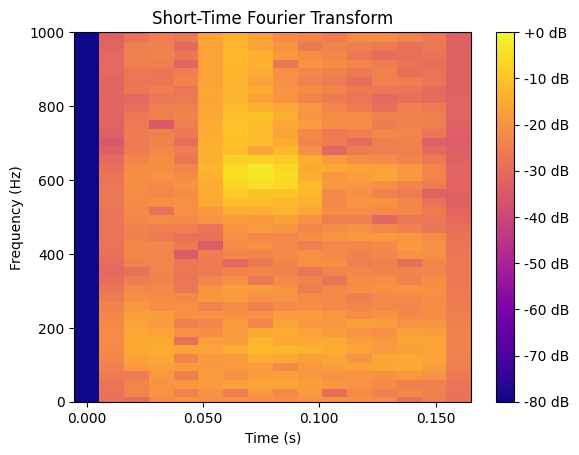 Short-Time Fourier Transform
Frequency (Hz)
1000
800
600
400
200
0
0.000
0.050
0.100
0.150
Time (s)
+0 dB
-10 dB
-20 dB
-30 dB
-40 dB
-50 dB
-60 dB
-70 dB
-80 dB